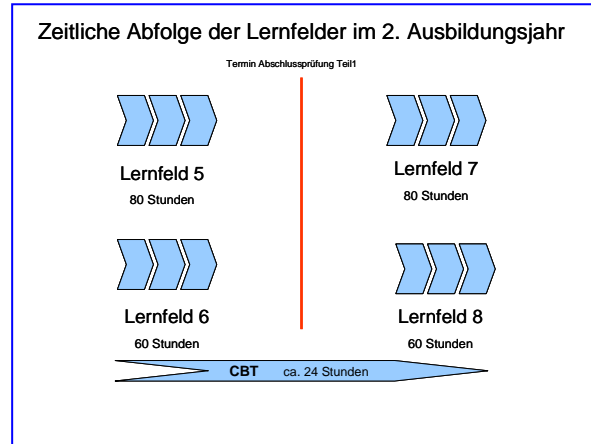 Zeitliche Abfolge der Lernfelder im 2. Ausbildungsjahr
Termin Abschlussprüfung Teil1
Lernfeld 5
80 Stunden
Lernfeld 7
80 Stunden
Lernfeld 6
60 Stunden
Lernfeld 8
60 Stunden
CBT ca. 24 Stunden